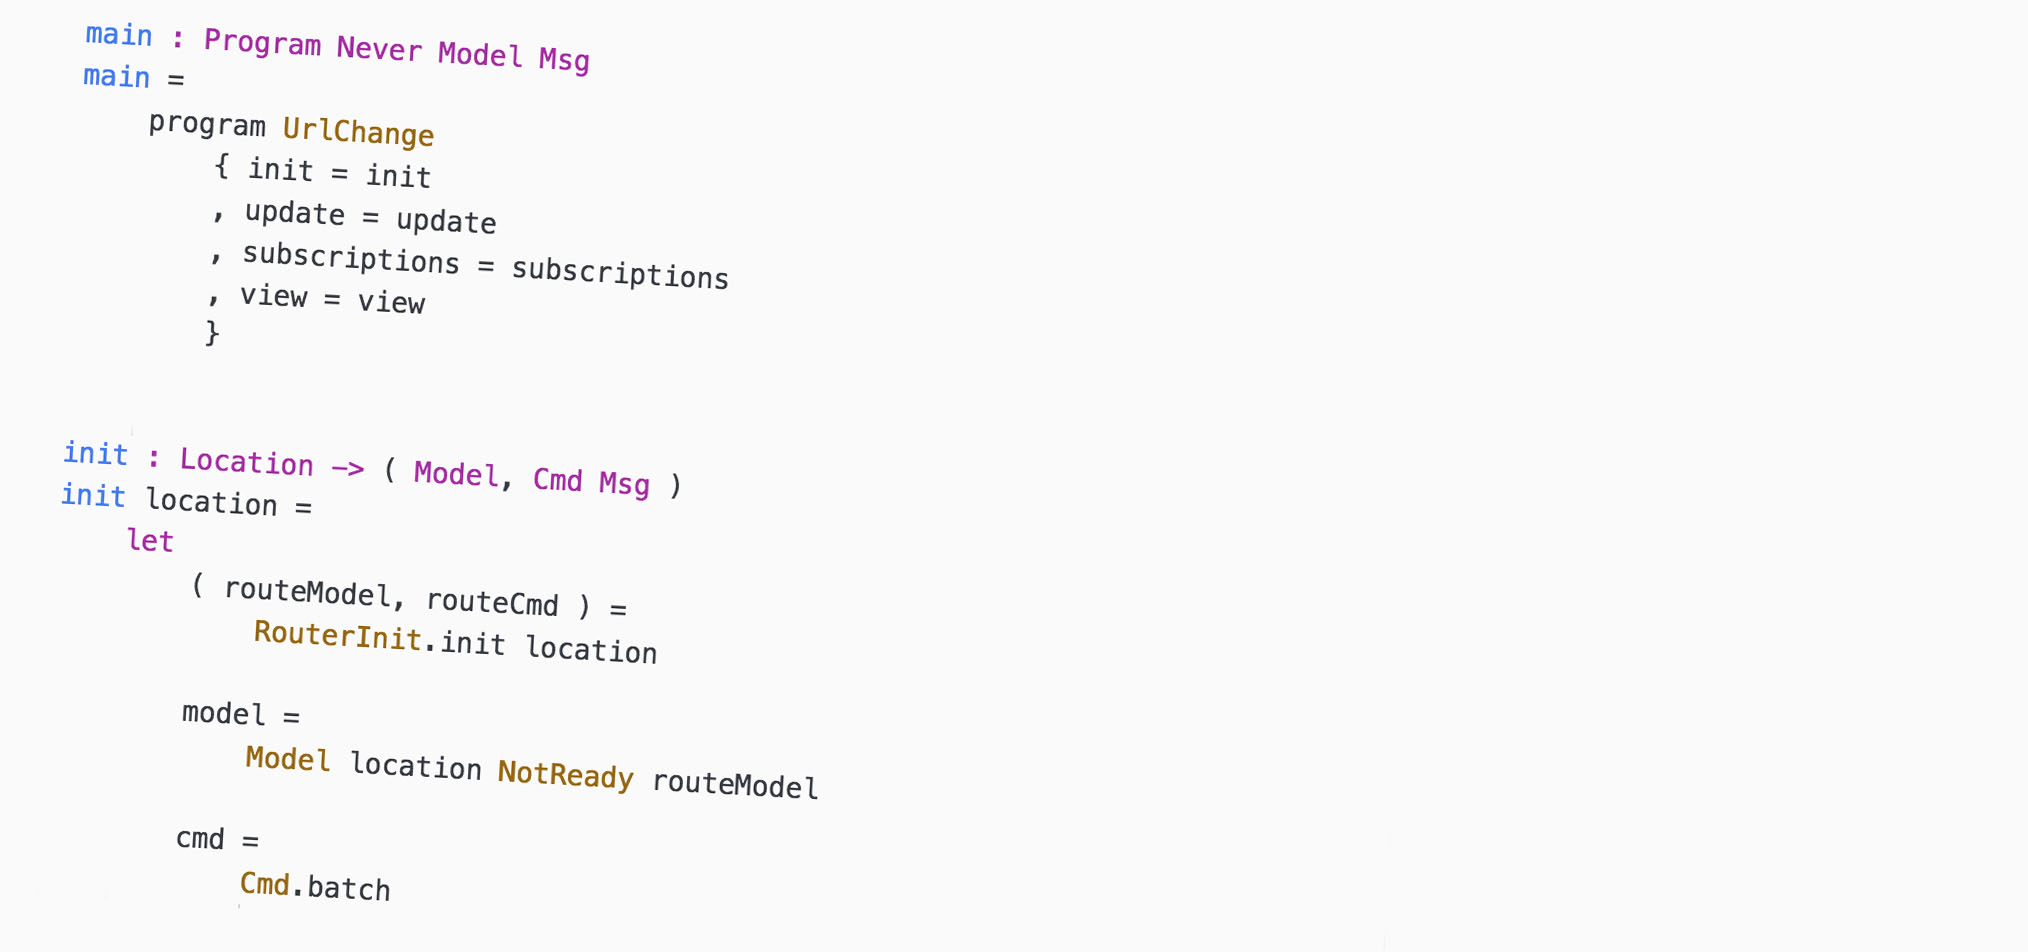 main : Program Never Model Msg
main =
    program UrlChange
        { init = init
        , update = update
        , subscriptions = subscriptions
        , view = view
        }


init : Location -> ( Model, Cmd Msg )
init location =
    let
        ( routeModel, routeCmd ) =
            RouterInit.init location

        model =
            Model location NotReady routeModel

        cmd =
            Cmd.batch